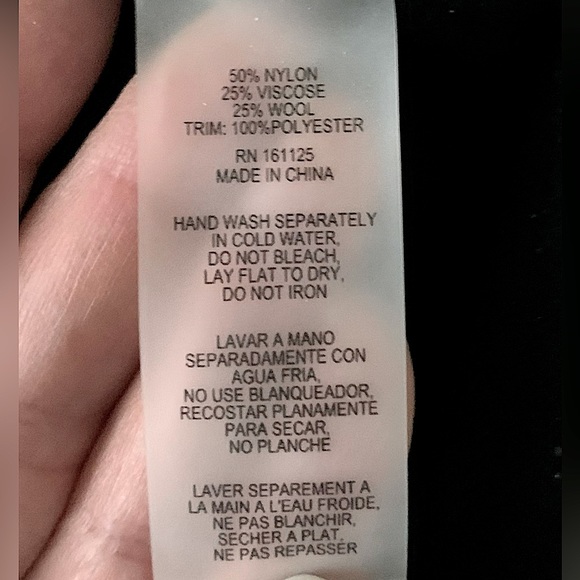 50% NYLON
25% VISCOSE
25% WOOL
TRIM: 100%POLYESTER
RN 161125
MADE IN CHINA
HAND WASH SEPARATELY
IN COLD WATER,
DO NOT BLEACH,
LAY FLAT TO DRY,
DO NOT IRON
LAVAR A MANO
SEPARADAMENTE CON
AGUA FRIA,
NO USE BLANQUEADOR,
RECOSTAR PLANAMENTE
PARA SECAR,
NO PLANCHE
LAVER SEPAREMENT A
LA MAIN A L'EAU FROIDE,
NE PAS BLANCHIR,
SECHER A PLAT,
NE PAS REPASSER